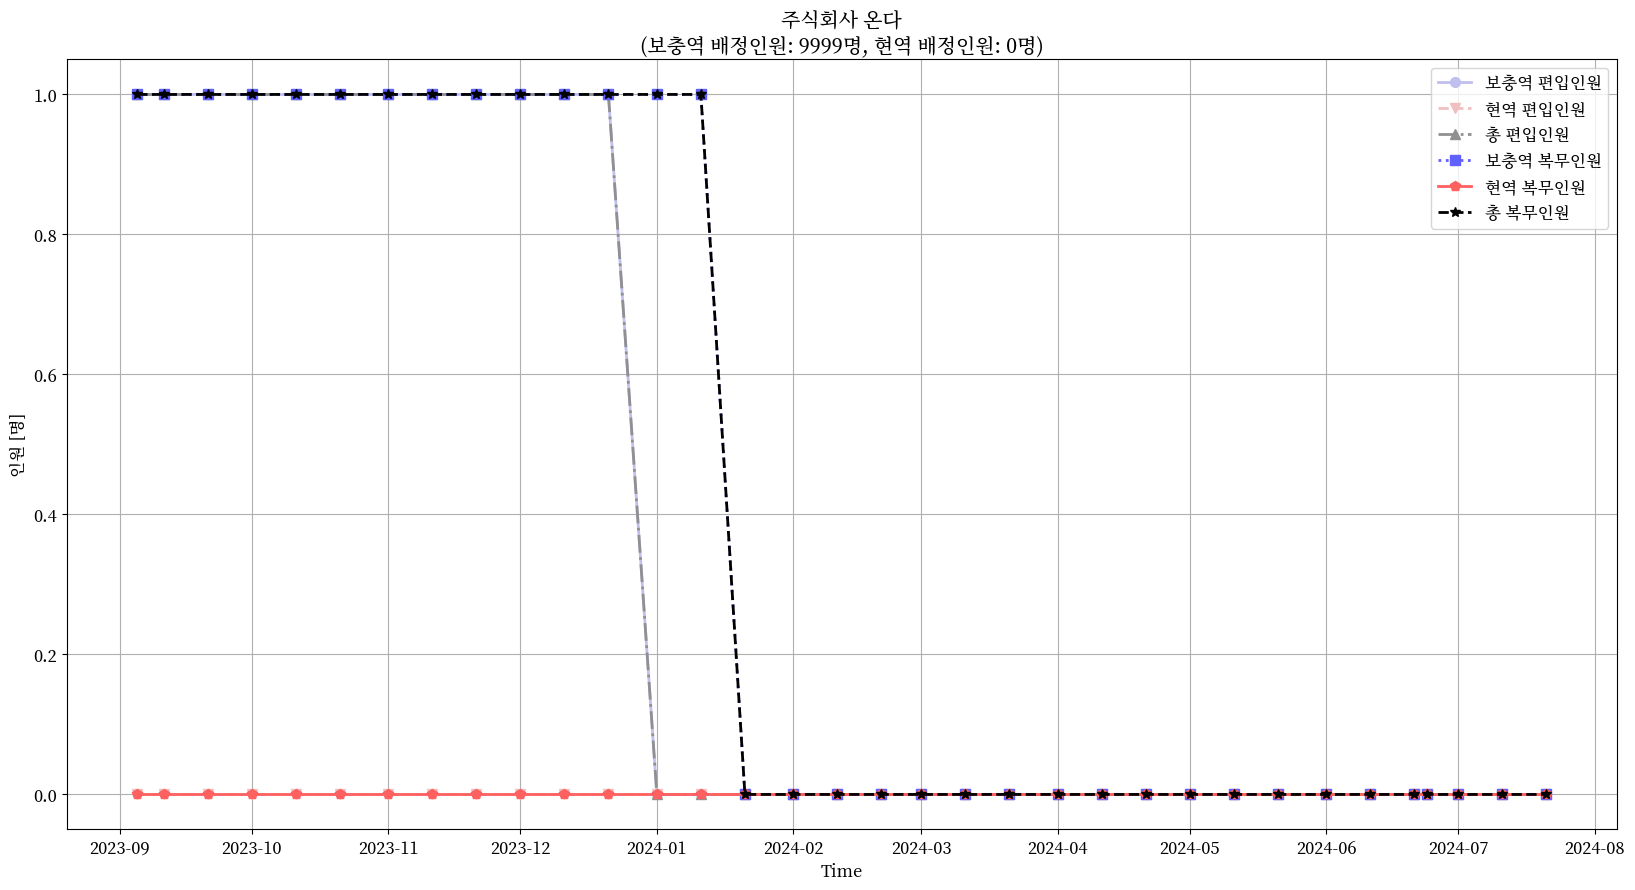 주식회사 온다
(보충역 배정인원: 9999명, 현역 배정인원: 0명)
보충역 편입인원
현역 편입인원
총 편입인원
보충역 복무인원
현역 복무인원
총 복무인원
인원 [명]
1.0
0.8
0.6
0.4
0.2
0.0
2023-09
2023-10
2023-11
2023-12
2024-01
2024-02
2024-03
2024-04
2024-05
2024-06
2024-07
2024-08
Time